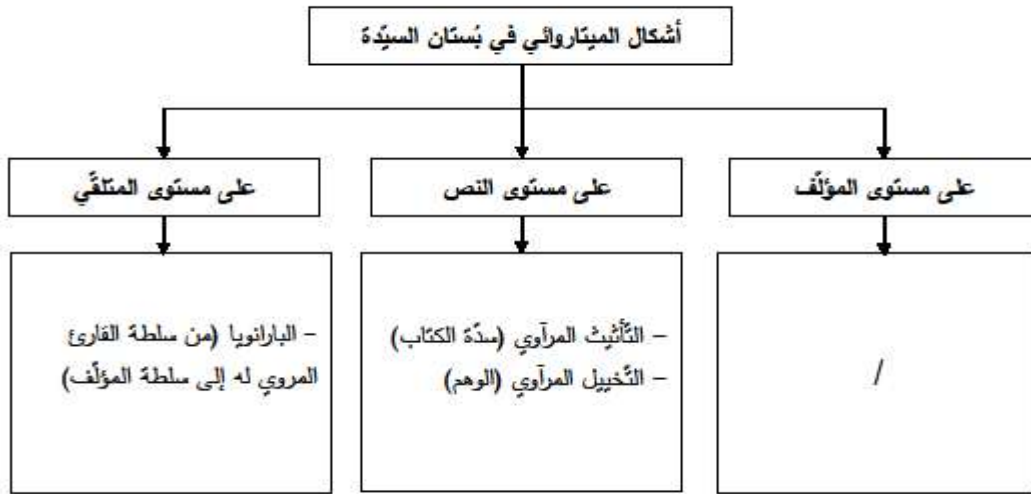 أشكال الميتاروائي في بُستان السيّدة
على مستوى المؤلّف
على مستوى النص
على مستوى المتلقّي
/
– التّأثيث المرآوي (سدّة الكتاب)
– التّخييل المرآوي (الوهم)
– البارانويا (من سلطة القارئ
المروي له إلى سلطة المؤلّف)